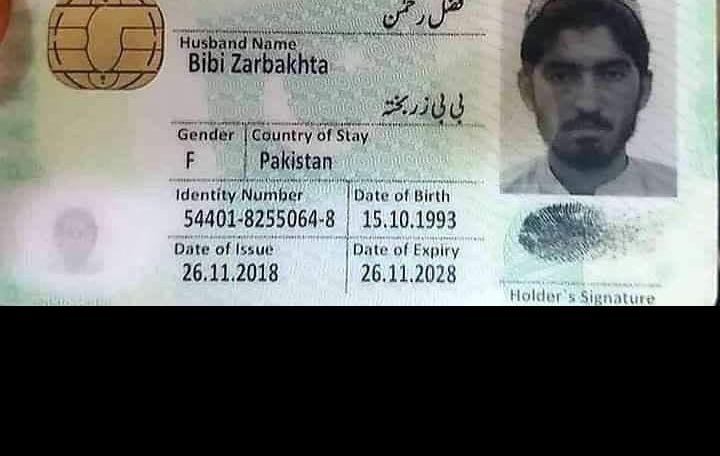 فضل رحمٰن
Husband Name
Bibi Zarbakhta
بی بی زربختہ
Gender Country of Stay
F Pakistan
Identity Number Date of Birth
54401-8255064-8 15.10.1993
Date of Issue Date of Expiry
26.11.2018 26.11.2028
Holder`s Signature